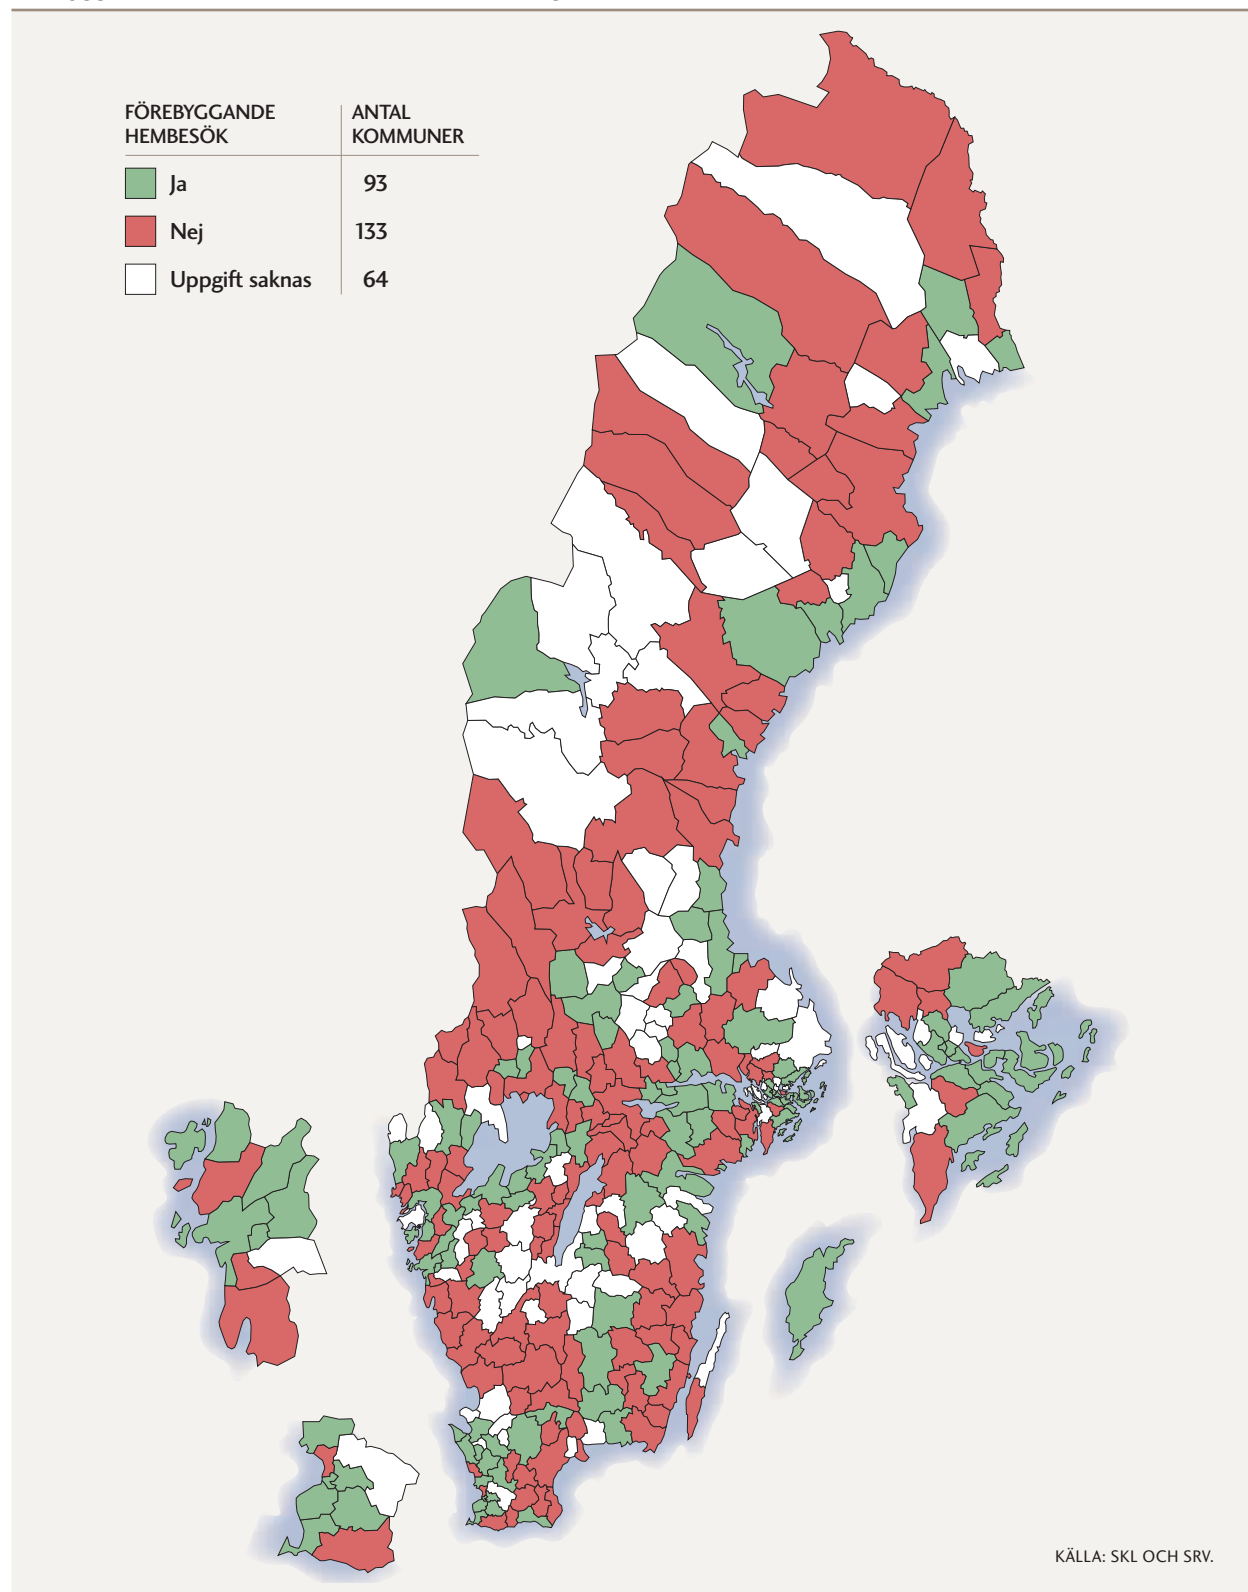 FÖREBYGGANDE
HEMBESÖK
ANTAL
KOMMUNER
Ja 93
Nej 133
Uppgift saknas 64
KÄLLA: SKL OCH SRV.